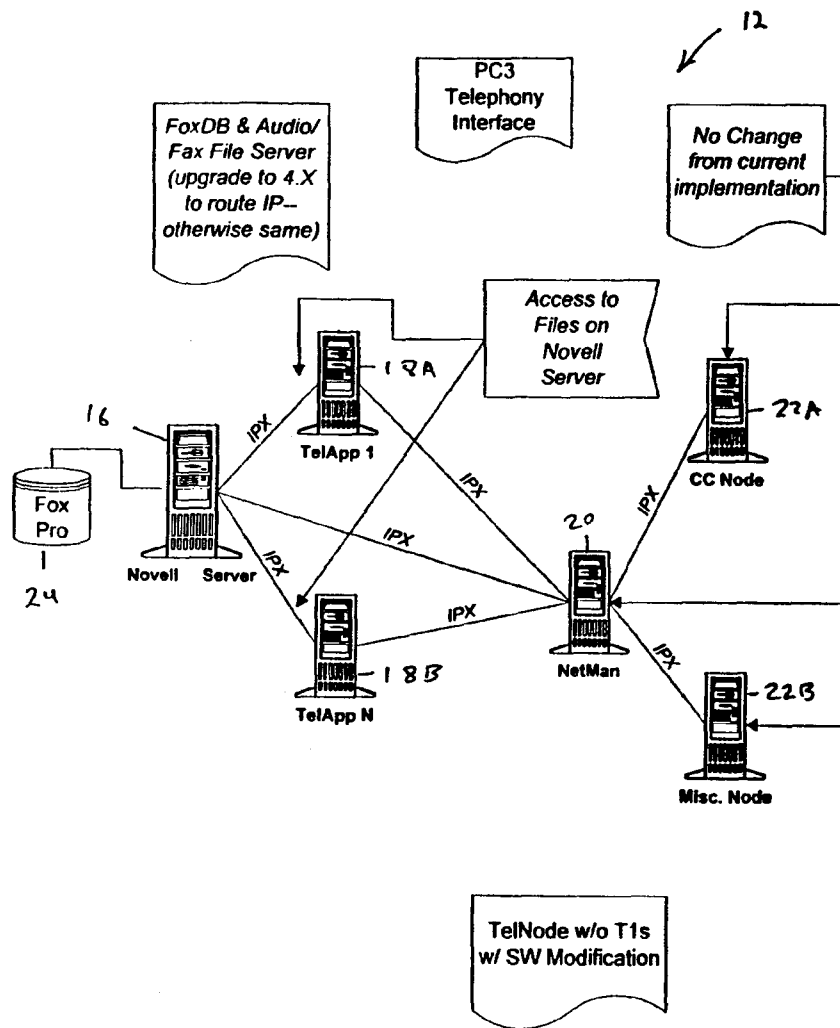 12
PC3
Telephony
Interface
FoxDB & Audio/
Fax File Server
(upgrade to 4.X
to route IP--
otherwise same)
No Change
from current
implementation
Access to
Files on
Novell
Server
18A
TelApp 1
16
IPX
22A
CC Node
IPX
IPX
Fox
Pro
24
Novell Server
IPX
IPX
20
NetMan
IPX
IPX
18B
TelApp N
22B
Misc. Node
TelNode w/o T1s
w/ SW Modification